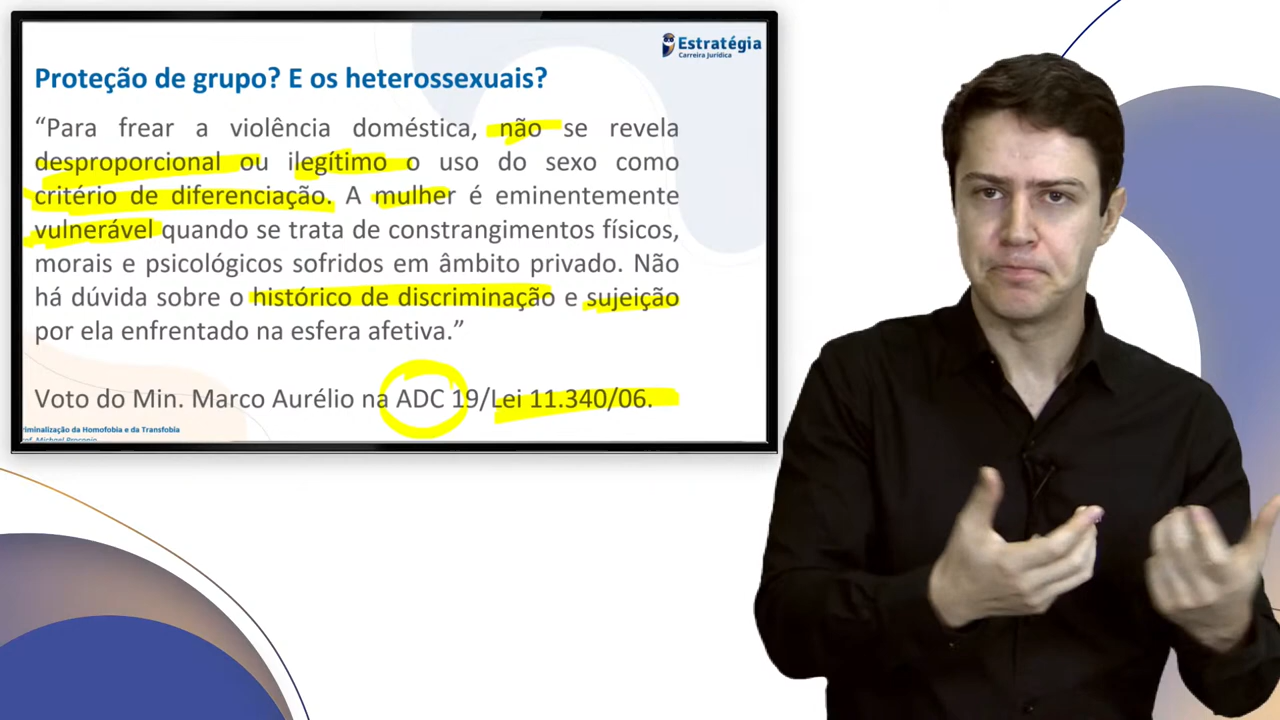 Estratégia
Carreira Jurídica
Proteção de grupo? E os heterossexuais?
“Para frear a violência doméstica, não se revela
desproporcional ou ilegítimo o uso do sexo como
critério de diferenciação. A mulher é eminentemente
vulnerável quando se trata de constrangimentos físicos,
morais e psicológicos sofridos em âmbito privado. Não
há dúvida sobre o histórico de discriminação e sujeição
por ela enfrentado na esfera afetiva.”
Voto do Min. Marco Aurélio na ADC 19/Lei 11.340/06.
riminalização da Homofobia e da Transfobia